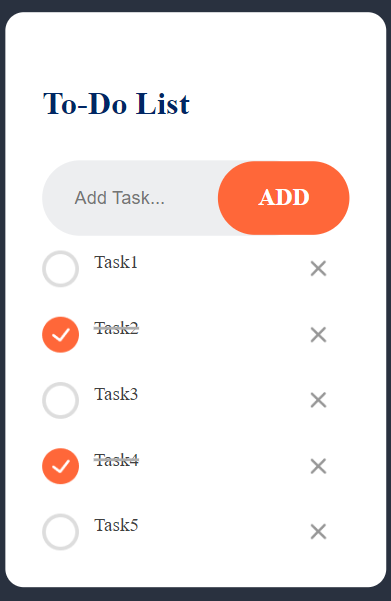 To-Do List
Add Task... ADD
Task1
Task2
Task3
Task4
Task5